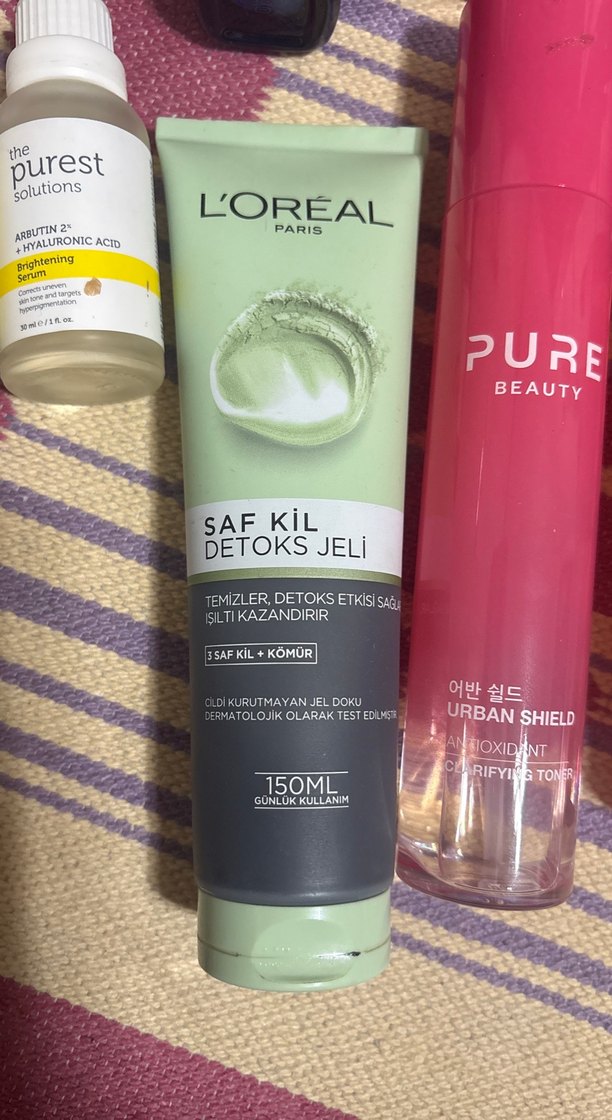 the
purest
solutions
ARBUTIN 2%
+ HYALURONIC ACID
Brightening
Serum
Corrects uneven
skin tone and targets
hyperpigmentation
30 ml e / 1 fl. oz.
L'ORÉAL
PARIS
SAF KİL
DETOKS JELİ
TEMİZLER, DETOKS ETKİSİ SAĞLA
IŞILTI KAZANDIRIR
3 SAF KİL + KÖMÜR
CİLDİ KURUTMAYAN JEL DOKU
DERMATOLOJİK OLARAK TEST EDİLMİŞTİR
150ML
GÜNLÜK KULLANIM
PURE
BEAUTY
어반 쉴드
URBAN SHIELD
ANTIOXIDANT
CLARIFYING TONER